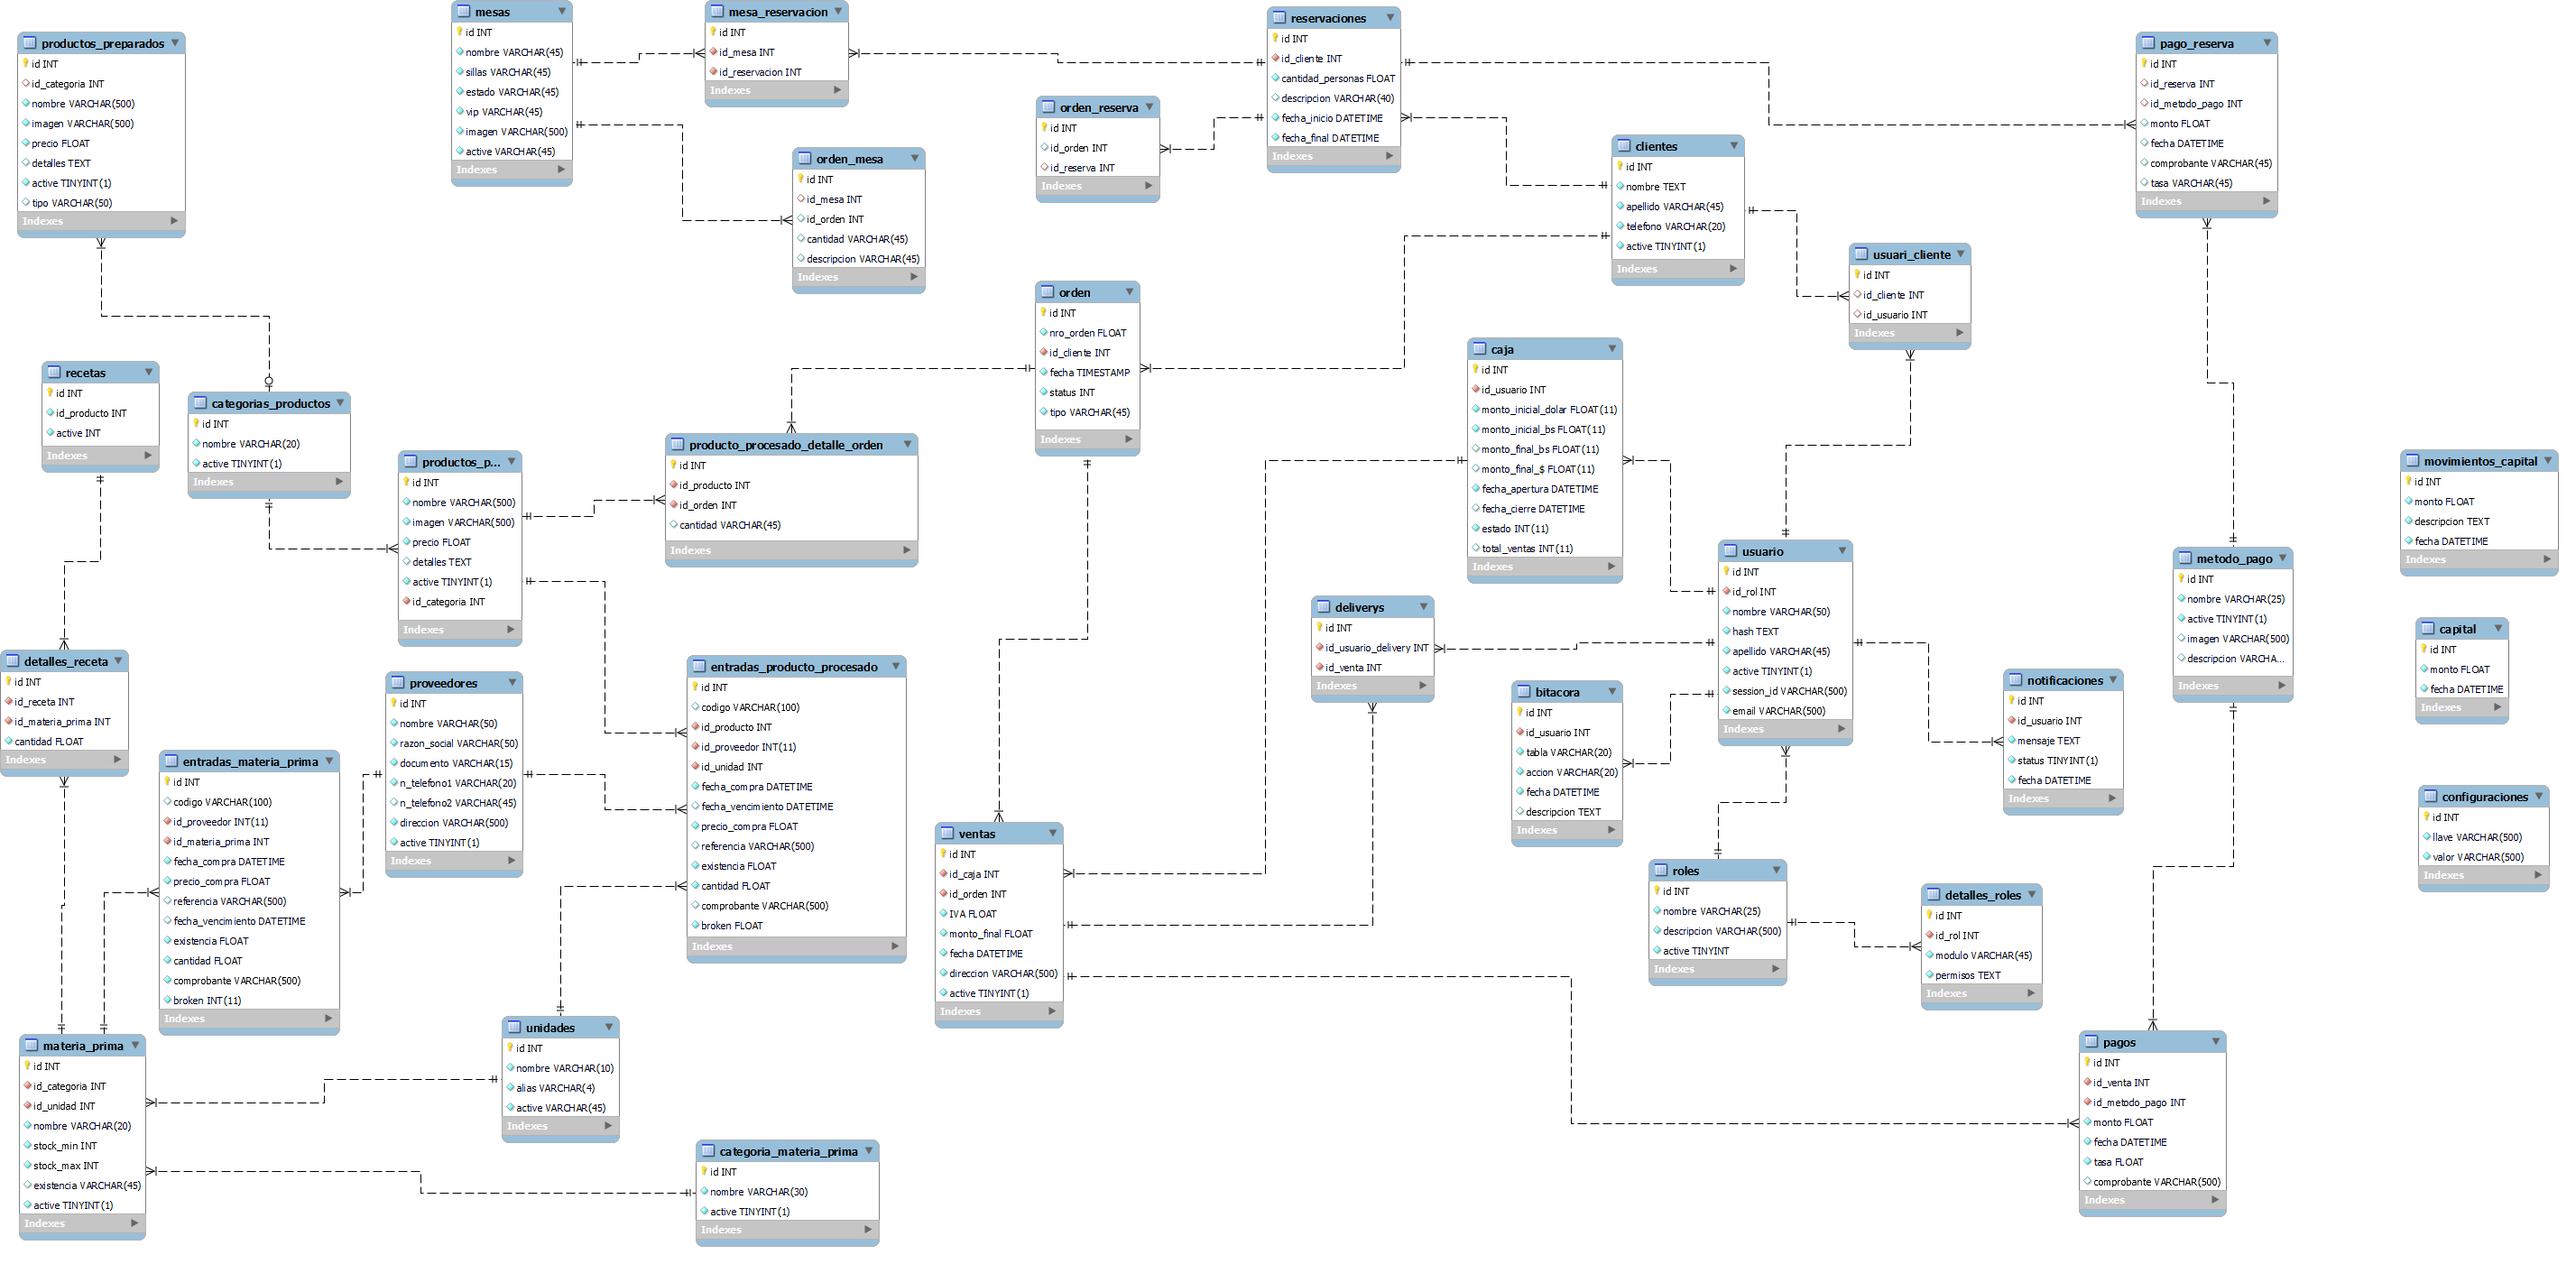 productos_preparados
id INT
id_categoria INT
nombre VARCHAR(500)
imagen VARCHAR(500)
precio FLOAT
detalles TEXT
active TINYINT(1)
tipo VARCHAR(50)
Indexes
mesas
id INT
nombre VARCHAR(45)
sillas VARCHAR(45)
estado VARCHAR(45)
vip VARCHAR(45)
imagen VARCHAR(500)
active VARCHAR(45)
Indexes
mesa_reservacion
id INT
id_mesa INT
id_reservacion INT
Indexes
orden_mesa
id INT
id_mesa INT
id_orden INT
cantidad VARCHAR(45)
descripcion VARCHAR(45)
Indexes
orden_reserva
id INT
id_orden INT
id_reserva INT
Indexes
reservaciones
id INT
id_cliente INT
cantidad_personas FLOAT
descripcion VARCHAR(40)
fecha_inicio DATETIME
fecha_final DATETIME
Indexes
clientes
id INT
nombre TEXT
apellido VARCHAR(45)
telefono VARCHAR(20)
active TINYINT(1)
Indexes
usuari_cliente
id INT
id_cliente INT
id_usuario INT
Indexes
pago_reserva
id INT
id_reserva INT
id_metodo_pago INT
monto FLOAT
fecha DATETIME
comprobante VARCHAR(45)
tasa VARCHAR(45)
Indexes
recetas
id INT
id_producto INT
active INT
Indexes
categorias_productos
id INT
nombre VARCHAR(20)
active TINYINT(1)
Indexes
productos_p...
id INT
nombre VARCHAR(500)
imagen VARCHAR(500)
precio FLOAT
detalles TEXT
active TINYINT(1)
id_categoria INT
Indexes
producto_procesado_detalle_orden
id INT
id_producto INT
id_orden INT
cantidad VARCHAR(45)
Indexes
orden
id INT
nro_orden FLOAT
id_cliente INT
fecha TIMESTAMP
status INT
tipo VARCHAR(45)
Indexes
caja
id INT
id_usuario INT
monto_inicial_dolar FLOAT(11)
monto_inicial_bs FLOAT(11)
monto_final_bs FLOAT(11)
monto_final_$ FLOAT(11)
fecha_apertura DATETIME
fecha_cierre DATETIME
estado INT(11)
total_ventas INT(11)
Indexes
usuario
id INT
id_rol INT
nombre VARCHAR(50)
hash TEXT
apellido VARCHAR(45)
active TINYINT(1)
session_id VARCHAR(500)
email VARCHAR(500)
Indexes
movimientos_capital
id INT
monto FLOAT
descripcion TEXT
fecha DATETIME
Indexes
metodo_pago
id INT
nombre VARCHAR(25)
active TINYINT(1)
imagen VARCHAR(500)
descripcion VARCHA...
Indexes
capital
id INT
monto FLOAT
fecha DATETIME
Indexes
configuraciones
id INT
llave VARCHAR(500)
valor VARCHAR(500)
Indexes
deliverys
id INT
id_usuario_delivery INT
id_venta INT
Indexes
bitacora
id INT
id_usuario INT
tabla VARCHAR(20)
accion VARCHAR(20)
fecha DATETIME
descripcion TEXT
Indexes
notificaciones
id INT
id_usuario INT
mensaje TEXT
status TINYINT(1)
fecha DATETIME
Indexes
detalles_receta
id INT
id_receta INT
id_materia_prima INT
cantidad FLOAT
Indexes
entradas_materia_prima
id INT
codigo VARCHAR(100)
id_proveedor INT(11)
id_materia_prima INT
fecha_compra DATETIME
precio_compra FLOAT
referencia VARCHAR(500)
fecha_vencimiento DATETIME
existencia FLOAT
cantidad FLOAT
comprobante VARCHAR(500)
broken INT(11)
Indexes
proveedores
id INT
nombre VARCHAR(50)
razon_social VARCHAR(50)
documento VARCHAR(15)
n_telefono1 VARCHAR(20)
n_telefono2 VARCHAR(45)
direccion VARCHAR(500)
active TINYINT(1)
Indexes
entradas_producto_procesado
id INT
codigo VARCHAR(100)
id_producto INT
id_proveedor INT(11)
id_unidad INT
fecha_compra DATETIME
fecha_vencimiento DATETIME
precio_compra FLOAT
referencia VARCHAR(500)
existencia FLOAT
cantidad FLOAT
comprobante VARCHAR(500)
broken FLOAT
Indexes
ventas
id INT
id_caja INT
id_orden INT
IVA FLOAT
monto_final FLOAT
fecha DATETIME
direccion VARCHAR(500)
active TINYINT(1)
Indexes
roles
id INT
nombre VARCHAR(25)
descripcion VARCHAR(500)
active TINYINT
Indexes
detalles_roles
id INT
id_rol INT
modulo VARCHAR(45)
permisos TEXT
Indexes
materia_prima
id INT
id_categoria INT
id_unidad INT
nombre VARCHAR(20)
stock_min INT
stock_max INT
existencia VARCHAR(45)
active TINYINT(1)
Indexes
unidades
id INT
nombre VARCHAR(10)
alias VARCHAR(4)
active VARCHAR(45)
Indexes
categoria_materia_prima
id INT
nombre VARCHAR(30)
active TINYINT(1)
Indexes
pagos
id INT
id_venta INT
id_metodo_pago INT
monto FLOAT
fecha DATETIME
tasa FLOAT
comprobante VARCHAR(500)
Indexes